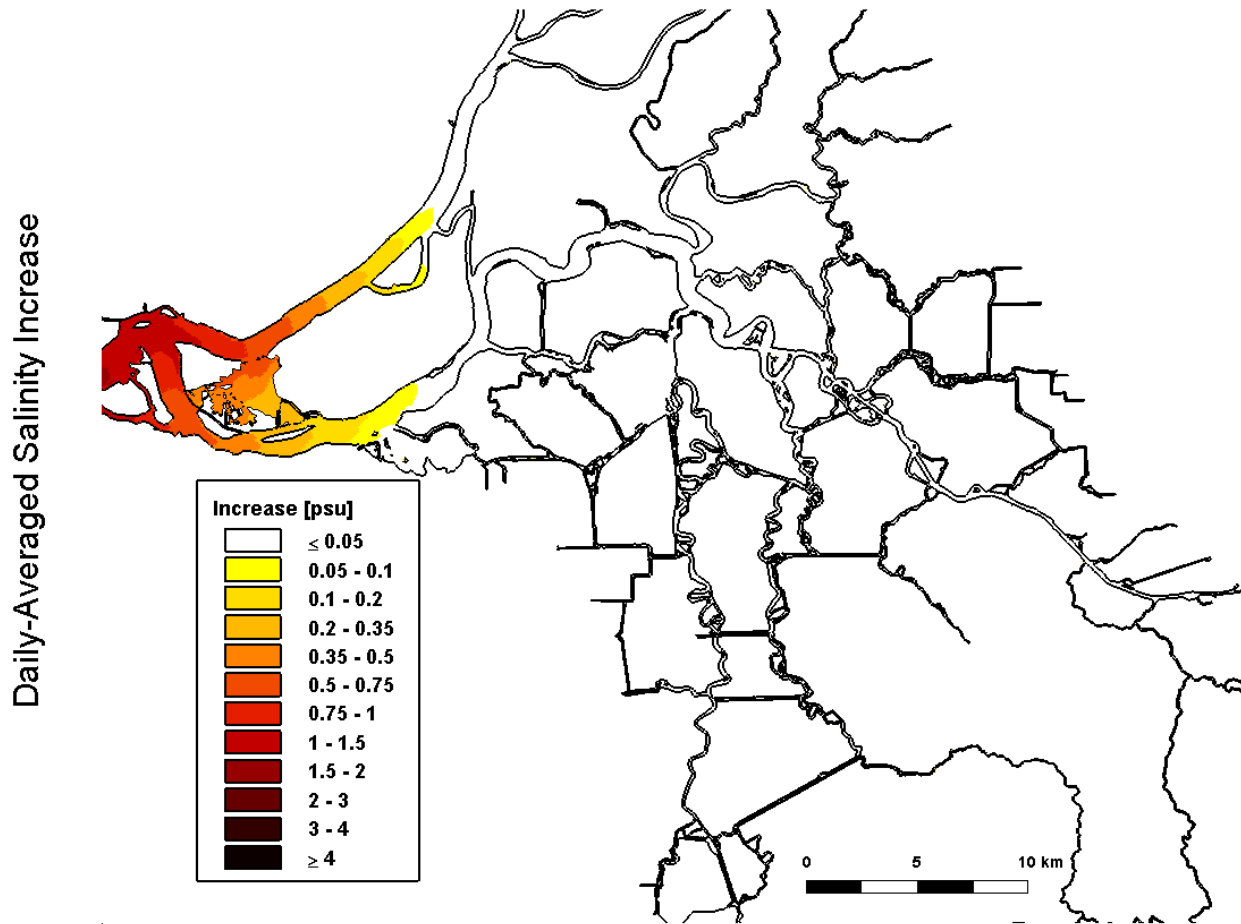 Daily-Averaged Salinity Increase
Increase [psu]
≤ 0.05
0.05 - 0.1
0.1 - 0.2
0.2 - 0.35
0.35 - 0.5
0.5 - 0.75
0.75 - 1
1 - 1.5
1.5 - 2
2 - 3
3 - 4
≥ 4
0 5 10 km